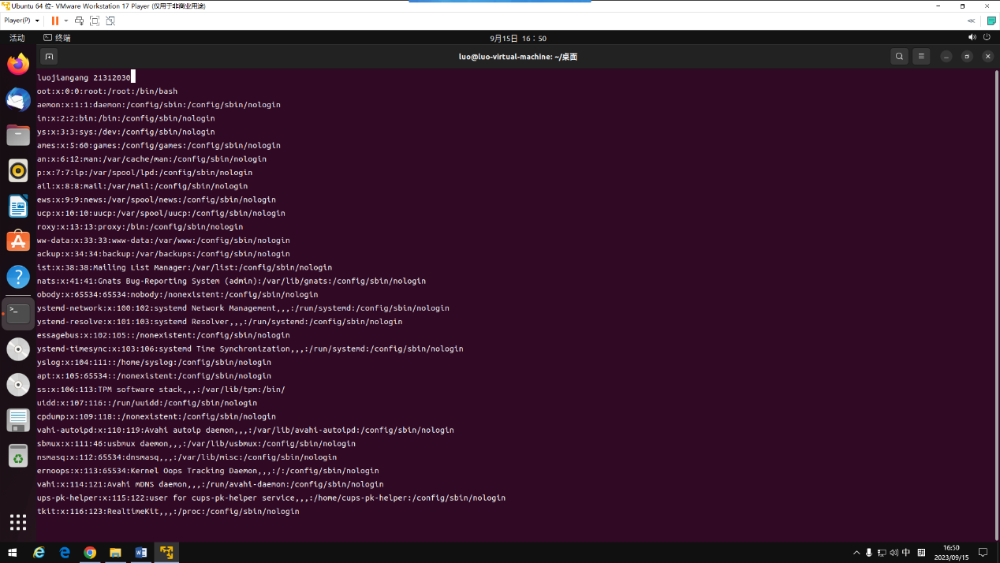 Ubuntu 64 位- VMware Workstation 17 Player (仅用于非商业用途)
Player(P)
活动 终端 9月15日 16：50
luo@luo-virtual-machine: ~/桌面
luojiangang 21312030
oot:x:0:0:root:/root:/bin/bash
aemon:x:1:1:daemon:/config/sbin:/config/sbin/nologin
in:x:2:2:bin:/bin:/config/sbin/nologin
ys:x:3:3:sys:/dev:/config/sbin/nologin
ames:x:5:60:games:/config/games:/config/sbin/nologin
an:x:6:12:man:/var/cache/man:/config/sbin/nologin
p:x:7:7:lp:/var/spool/lpd:/config/sbin/nologin
ail:x:8:8:mail:/var/mail:/config/sbin/nologin
ews:x:9:9:news:/var/spool/news:/config/sbin/nologin
ucp:x:10:10:uucp:/var/spool/uucp:/config/sbin/nologin
roxy:x:13:13:proxy:/bin:/config/sbin/nologin
ww-data:x:33:33:www-data:/var/www:/config/sbin/nologin
ackup:x:34:34:backup:/var/backups:/config/sbin/nologin
ist:x:38:38:Mailing List Manager:/var/list:/config/sbin/nologin
nats:x:41:41:Gnats Bug-Reporting System (admin):/var/lib/gnats:/config/sbin/nologin
obody:x:65534:65534:nobody:/nonexistent:/config/sbin/nologin
ystemd-network:x:100:102:systemd Network Management,,,:/run/systemd:/config/sbin/nologin
ystemd-resolve:x:101:103:systemd Resolver,,,:/run/systemd:/config/sbin/nologin
essagebus:x:102:105::/nonexistent:/config/sbin/nologin
ystemd-timesync:x:103:106:systemd Time Synchronization,,,:/run/systemd:/config/sbin/nologin
yslog:x:104:111::/home/syslog:/config/sbin/nologin
apt:x:105:65534::/nonexistent:/config/sbin/nologin
ss:x:106:113:TPM software stack,,,:/var/lib/tpm:/bin/
uidd:x:107:116::/run/uuidd:/config/sbin/nologin
cpdump:x:109:118::/nonexistent:/config/sbin/nologin
vahi-autoipd:x:110:119:Avahi autoip daemon,,,:/var/lib/avahi-autoipd:/config/sbin/nologin
sbmux:x:111:46:usbmux daemon,,,:/var/lib/usbmux:/config/sbin/nologin
nsmasq:x:112:65534:dnsmasq,,,:/var/lib/misc:/config/sbin/nologin
ernoops:x:113:65534:Kernel Oops Tracking Daemon,,,:/:/config/sbin/nologin
vahi:x:114:121:Avahi mDNS daemon,,,:/run/avahi-daemon:/config/sbin/nologin
ups-pk-helper:x:115:122:user for cups-pk-helper service,,,:/home/cups-pk-helper:/config/sbin/nologin
tkit:x:116:123:RealtimeKit,,,:/proc:/config/sbin/nologin
中 16:50
2023/09/15